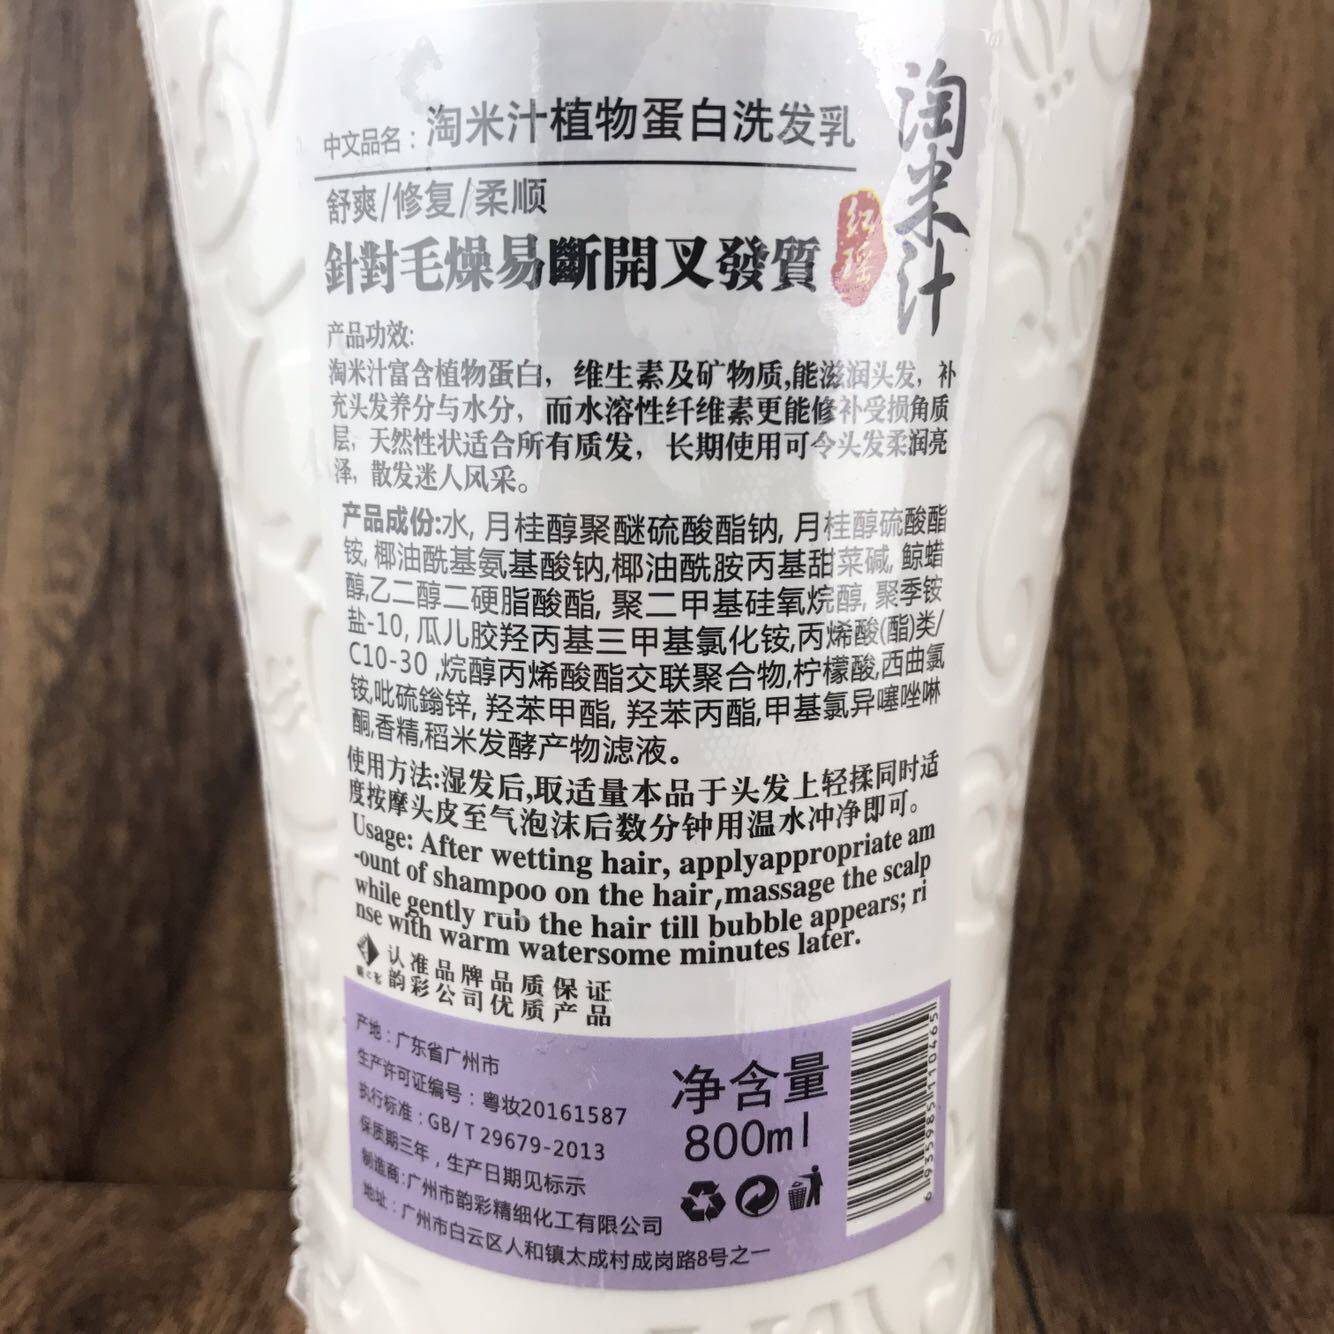 淘米汁
红瑶
中文品名：淘米汁植物蛋白洗发乳
舒爽/修复/柔顺
針對毛燥易斷開叉發質
产品功效:
淘米汁富含植物蛋白，维生素及矿物质,能滋润头发，补
充头发养分与水分，而水溶性纤维素更能修补受损角质
层，天然性状适合所有质发，长期使用可令头发柔润亮
泽，散发迷人风采。
产品成份:水, 月桂醇聚醚硫酸酯钠, 月桂醇硫酸酯
铵, 椰油酰基氨基酸钠,椰油酰胺丙基甜菜碱, 鲸蜡
醇,乙二醇二硬脂酸酯, 聚二甲基硅氧烷醇, 聚季铵
盐-10, 瓜儿胶羟丙基三甲基氯化铵,丙烯酸(酯)类/
C10-30 ,烷醇丙烯酸酯交联聚合物,柠檬酸,西曲氯
铵,吡硫鎓锌, 羟苯甲酯, 羟苯丙酯,甲基氯异噻唑啉
酮,香精,稻米发酵产物滤液。
使用方法:湿发后,取适量本品于头发上轻揉同时适
度按摩头皮至气泡沫后数分钟用温水冲净即可。
Usage: After wetting hair, applyappropriate am
-ount of shampoo on the hair,massage the scalp
while gently rub the hair till bubble appears; ri
nse with warm watersome minutes later.
认准品牌品质保证
韵彩公司优质产品
产地：广东省广州市
生产许可证编号：粤妆20161587
执行标准：GB/T 29679-2013
保质期三年，生产日期见标示
制造商:广州市韵彩精细化工有限公司
地址：广州市白云区人和镇太成村成岗路8号之一
净含量
800ml
6935985110465